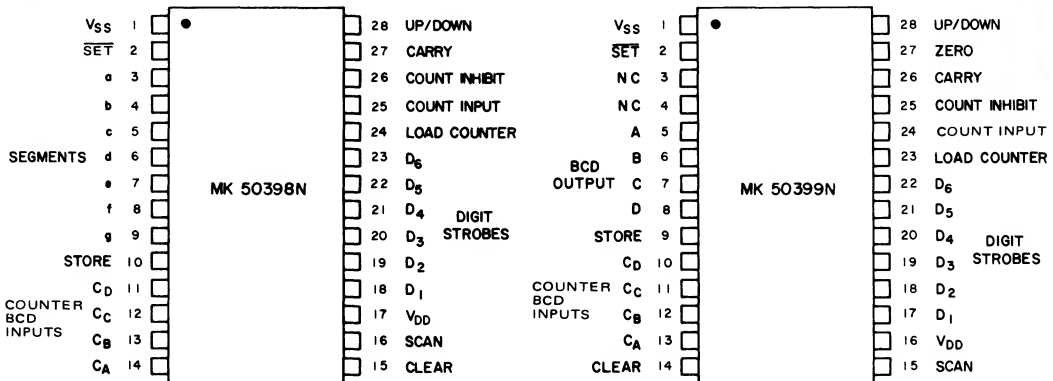 VSS 1
SET 2
a 3
b 4
c 5
SEGMENTS d 6
e 7
f 8
g 9
STORE 10
CD 11
COUNTER BCD INPUTS CC 12
CB 13
CA 14
MK 50398N
28 UP/DOWN
27 CARRY
26 COUNT INHIBIT
25 COUNT INPUT
24 LOAD COUNTER
23 D6
22 D5
21 D4
DIGIT STROBES
20 D3
19 D2
18 D1
17 VDD
16 SCAN
15 CLEAR
VSS 1
SET 2
NC 3
NC 4
A 5
B 6
BCD OUTPUT C 7
D 8
STORE 9
CD 10
COUNTER BCD INPUTS CC 11
CB 12
CA 13
CLEAR 14
MK 50399N
28 UP/DOWN
27 ZERO
26 CARRY
25 COUNT INHIBIT
24 COUNT INPUT
23 LOAD COUNTER
22 D6
21 D5
20 D4
DIGIT STROBES
19 D3
18 D2
17 D1
16 VDD
15 SCAN